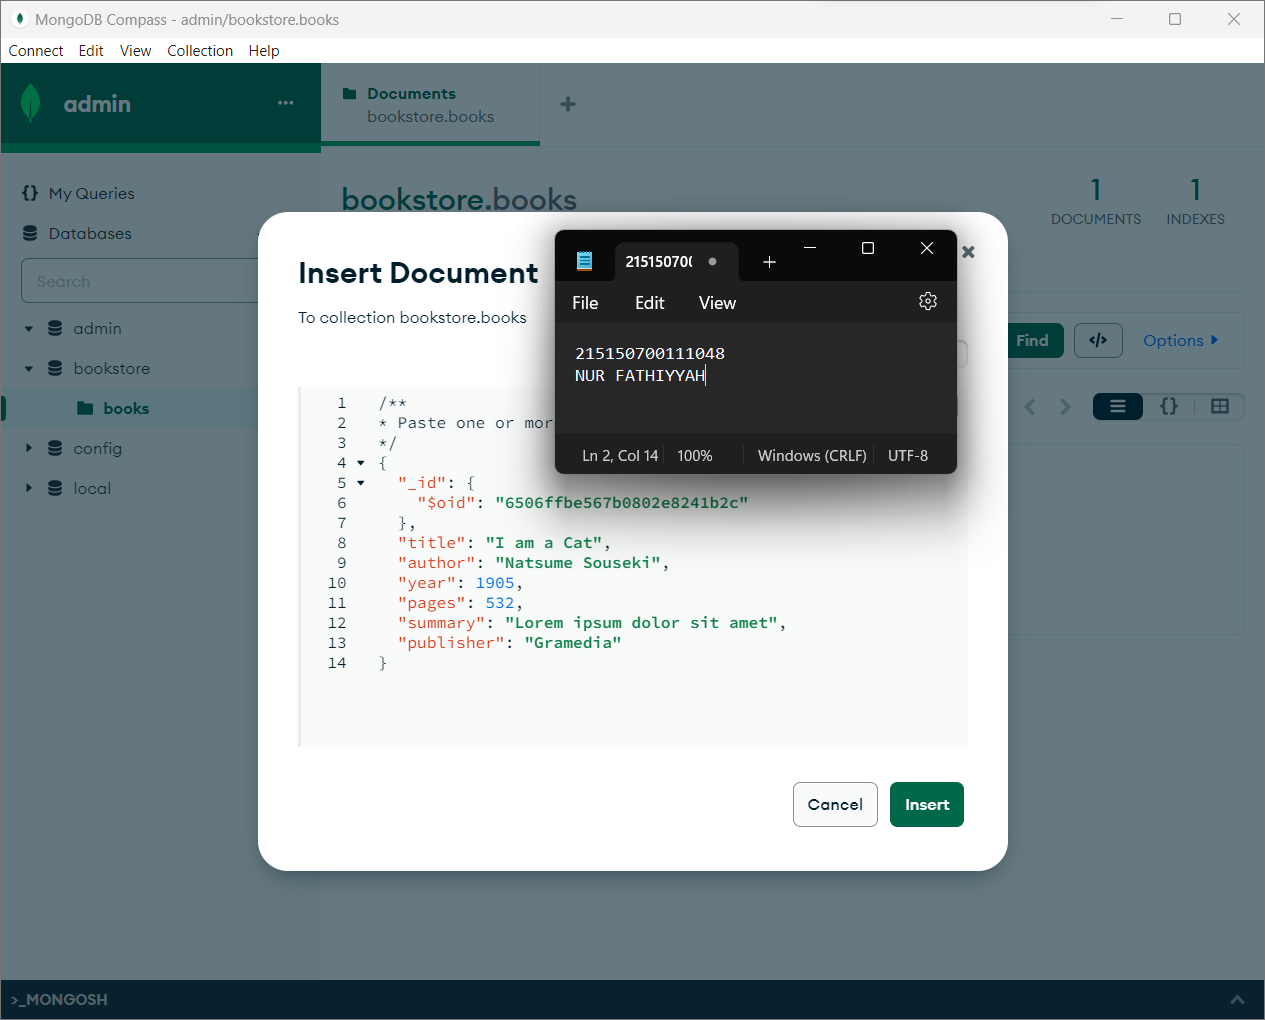 MongoDB Compass - admin/bookstore.books
Connect Edit View Collection Help
admin
Documents
bookstore.books
My Queries
Databases
Search
admin
bookstore
books
config
local
bookstore.books
1
DOCUMENTS
1
INDEXES
Find
Options
Insert Document
To collection bookstore.books
1 /**
2 * Paste one or more
3 */
4 {
5 "_id": {
6 "$oid": "6506ffbe567b0802e8241b2c"
7 },
8 "title": "I am a Cat",
9 "author": "Natsume Souseki",
10 "year": 1905,
11 "pages": 532,
12 "summary": "Lorem ipsum dolor sit amet",
13 "publisher": "Gramedia"
14 }
Cancel Insert
21515070
File Edit View
215150700111048
NUR FATHIYYAH
Ln 2, Col 14 100% Windows (CRLF) UTF-8
>_MONGOSH